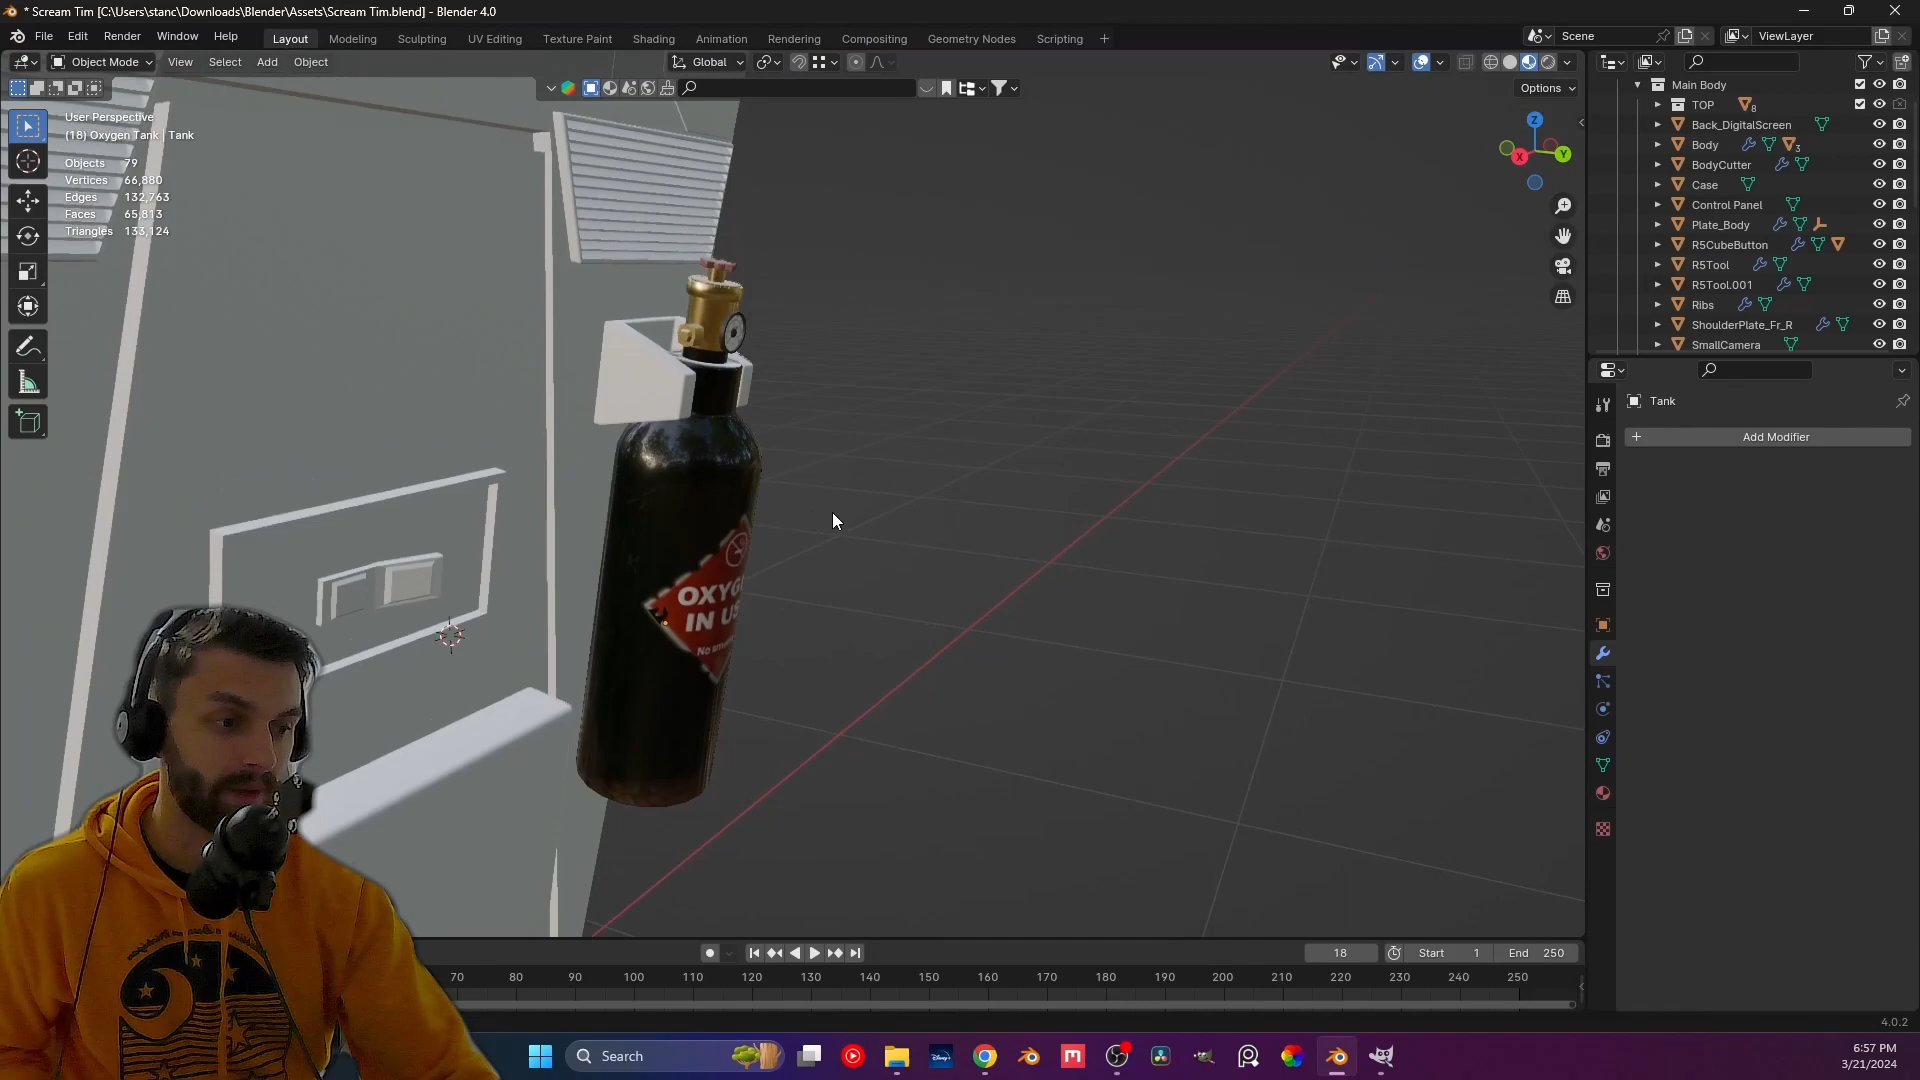 * Scream Tim [C:\Users\stanc\Downloads\Blender\Assets\Scream Tim.blend] - Blender 4.0
File Edit Render Window Help Layout Modeling Sculpting UV Editing Texture Paint Shading Animation Rendering Compositing Geometry Nodes Scripting + Scene ViewLayer
Object Mode View Select Add Object Global
Options
User Perspective
(18) Oxygen Tank | Tank
Objects 79
Vertices 66,880
Edges 132,763
Faces 65,813
Triangles 133,124
Z
X
Y
Main Body
TOP 8
Back_DigitalScreen
Body 3
BodyCutter
Case
Control Panel
Plate_Body
R5CubeButton
R5Tool
R5Tool.001
Ribs
ShoulderPlate_Fr_R
SmallCamera
Tank
+ Add Modifier
OXYG
IN US
18 Start 1 End 250
70 80 90 100 110 120 130 140 150 160 170 180 190 200 210 220 230 240 250
4.0.2
Search
Disney+
M
6:57 PM
3/21/2024